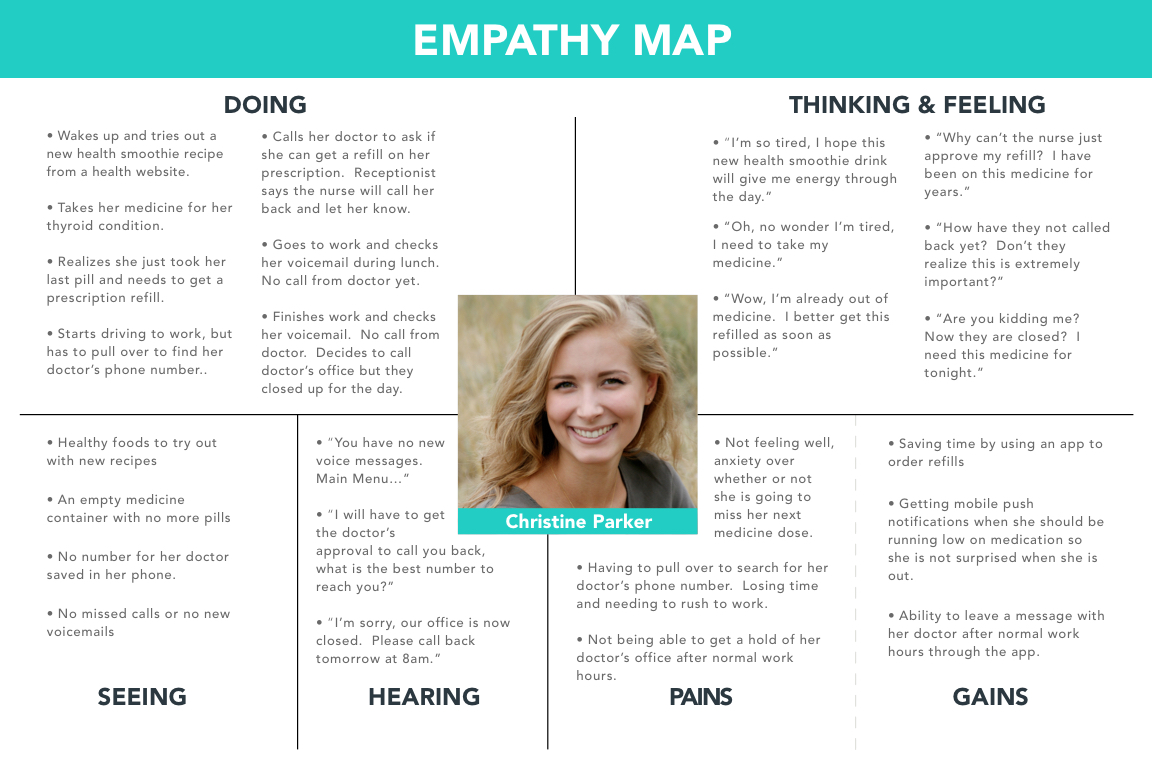 EMPATHY MAP
DOING
• Wakes up and tries out a
new health smoothie recipe
from a health website.
• Takes her medicine for her
thyroid condition.
• Realizes she just took her
last pill and needs to get a
prescription refill.
• Starts driving to work, but
has to pull over to find her
doctor’s phone number..
• Calls her doctor to ask if
she can get a refill on her
prescription.  Receptionist
says the nurse will call her
back and let her know.
• Goes to work and checks
her voicemail during lunch.
No call from doctor yet.
• Finishes work and checks
her voicemail.  No call from
doctor.  Decides to call
doctor’s office but they
closed up for the day.
THINKING & FEELING
• “I’m so tired, I hope this
new health smoothie drink
will give me energy through
the day.”
• “Oh, no wonder I’m tired,
I need to take my
medicine.”
• “Wow, I’m already out of
medicine.  I better get this
refilled as soon as
possible.”
• “Why can’t the nurse just
approve my refill?  I have
been on this medicine for
years.”
• “How have they not called
back yet?  Don’t they
realize this is extremely
important?”
• “Are you kidding me?
Now they are closed?  I
need this medicine for
tonight.”
Christine Parker
• Healthy foods to try out
with new recipes
• An empty medicine
container with no more pills
• No number for her doctor
saved in her phone.
• No missed calls or no new
voicemails
SEEING
• “You have no new
voice messages.
Main Menu…”
• “I will have to get
the doctor’s
approval to call you back,
what is the best number to
reach you?”
• “I’m sorry, our office is now
closed.  Please call back
tomorrow at 8am.”
HEARING
• Not feeling well,
anxiety over
whether or not
she is going to
miss her next
medicine dose.
• Having to pull over to search for her
doctor’s phone number.  Losing time
and needing to rush to work.
• Not being able to get a hold of her
doctor’s office after normal work
hours.
PAINS
• Saving time by using an app to
order refills
• Getting mobile push
notifications when she should be
running low on medication so
she is not surprised when she is
out.
• Ability to leave a message with
her doctor after normal work
hours through the app.
GAINS